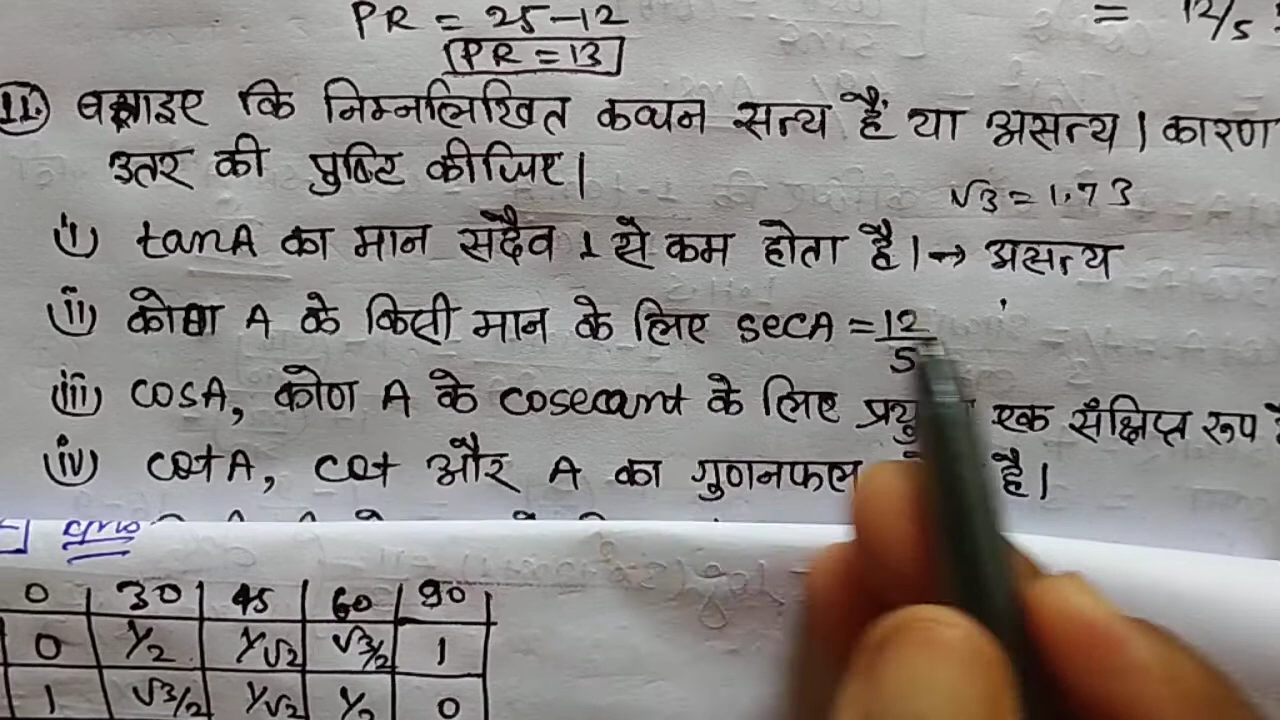 PR = 25-12
= 12/5
PR = 13
11. बताइए कि निम्नलिखित कथन सत्य हैं या असत्य। कारण
उतर की पुष्टि कीजिए।
√3 = 1.73
(i) tanA का मान सदैव 1 से कम होता है। → असत्य
(ii) कोण A के किसी मान के लिए secA = 12/5
(iii) cosA, कोण A के cosecant के लिए एक संक्षिप्त रूप
(iv) cotA, cot और A का गुणनफल है।
0 30 45 60 90
0 1/2 1/√2 √3/2 1
1 √3/2 1/√2 1/2 0